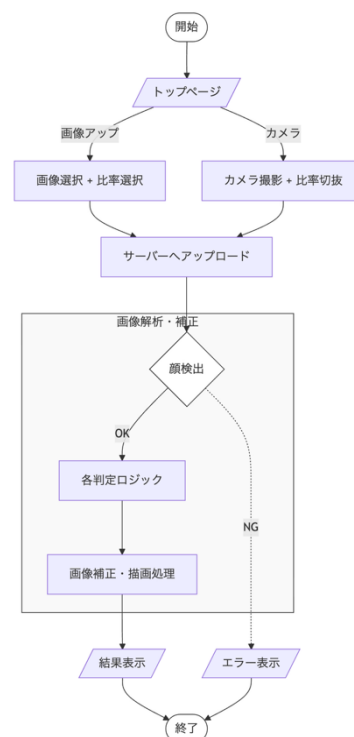 開始
トップページ
画像アップ
カメラ
画像選択 + 比率選択
カメラ撮影 + 比率切抜
サーバーへアップロード
画像解析・補正
顔検出
OK
各判定ロジック
NG
画像補正・描画処理
結果表示
エラー表示
終了